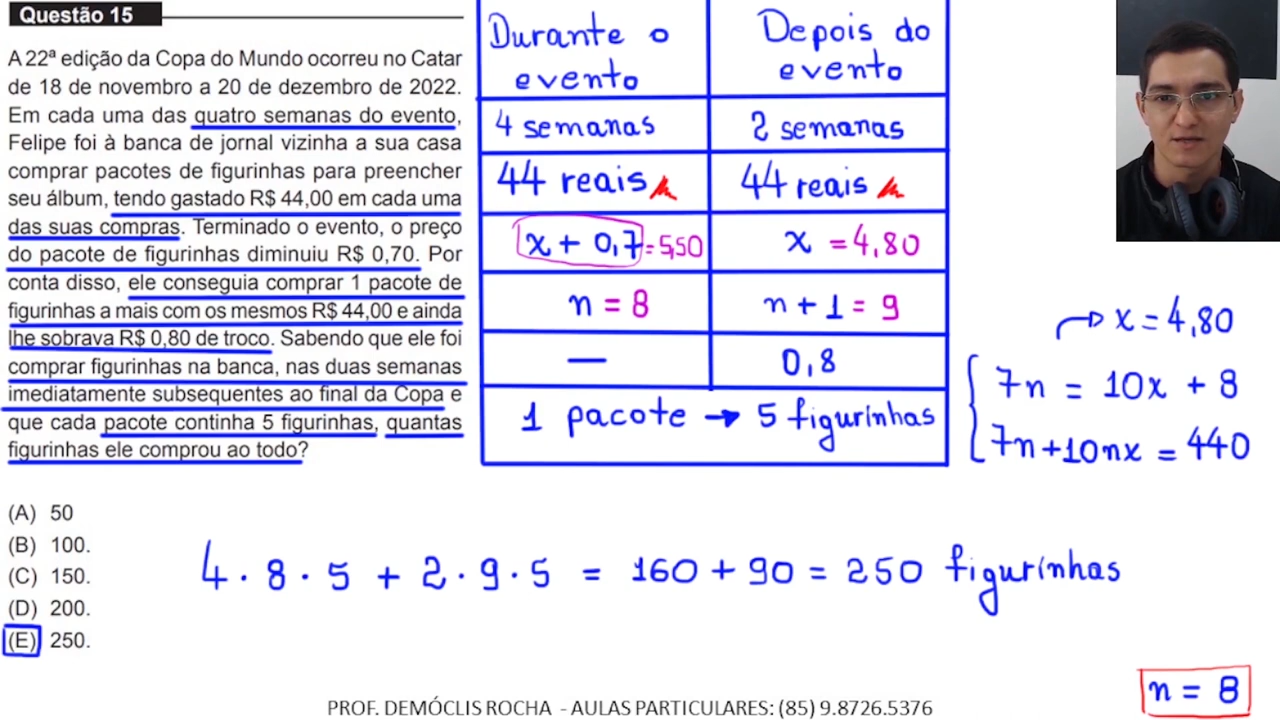 Questão 15
A 22ª edição da Copa do Mundo ocorreu no Catar
de 18 de novembro a 20 de dezembro de 2022.
Em cada uma das quatro semanas do evento,
Felipe foi à banca de jornal vizinha a sua casa
comprar pacotes de figurinhas para preencher
seu álbum, tendo gastado R$ 44,00 em cada uma
das suas compras. Terminado o evento, o preço
do pacote de figurinhas diminuiu R$ 0,70. Por
conta disso, ele conseguia comprar 1 pacote de
figurinhas a mais com os mesmos R$ 44,00 e ainda
lhe sobrava R$ 0,80 de troco. Sabendo que ele foi
comprar figurinhas na banca, nas duas semanas
imediatamente subsequentes ao final da Copa e
que cada pacote continha 5 figurinhas, quantas
figurinhas ele comprou ao todo?
(A) 50
(B) 100.
(C) 150.
(D) 200.
(E) 250.
Durante o evento
Depois do evento
4 semanas
2 semanas
44 reais
44 reais
x + 0,7 = 5,50
x = 4,80
n = 8
n + 1 = 9
—
0,8
1 pacote → 5 figurinhas
→ x = 4,80
7n = 10x + 8
7n + 10nx = 440
4 · 8 · 5 + 2 · 9 · 5 = 160 + 90 = 250 figurinhas
n = 8
PROF. DEMÓCLIS ROCHA - AULAS PARTICULARES: (85) 9.8726.5376